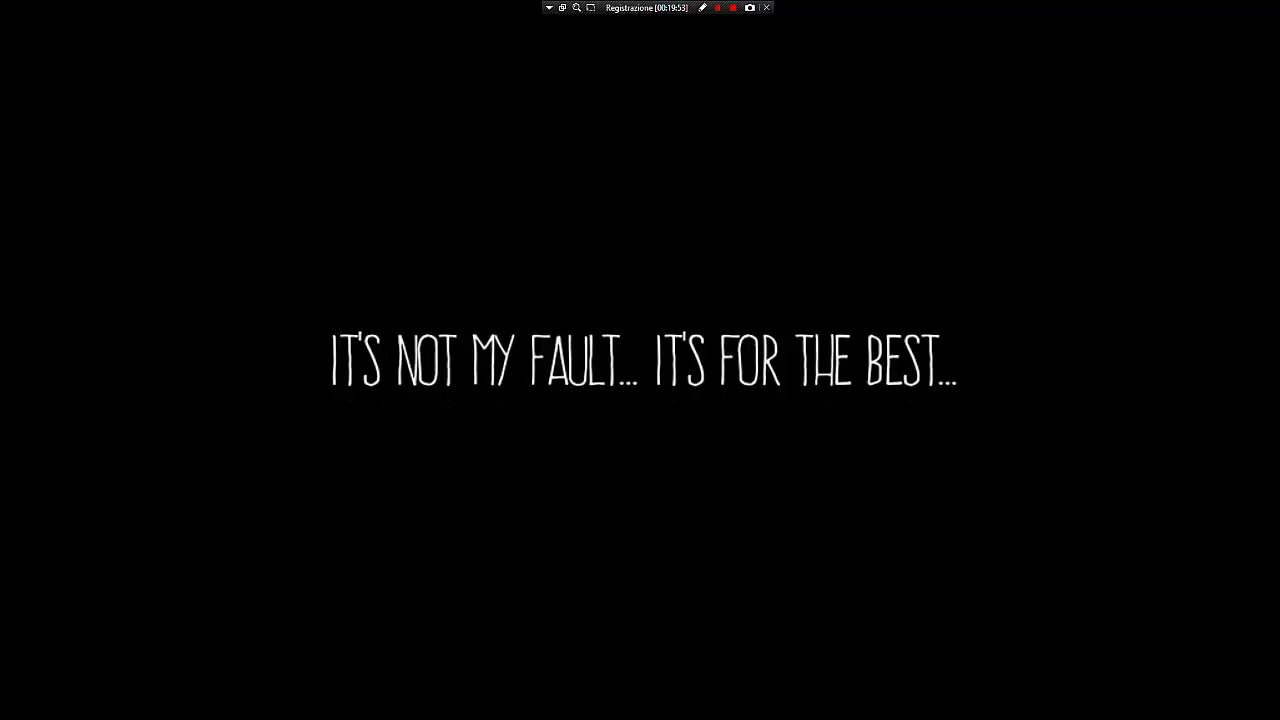 Registrazione [00:19:53]
IT'S NOT MY FAULT... IT'S FOR THE BEST...